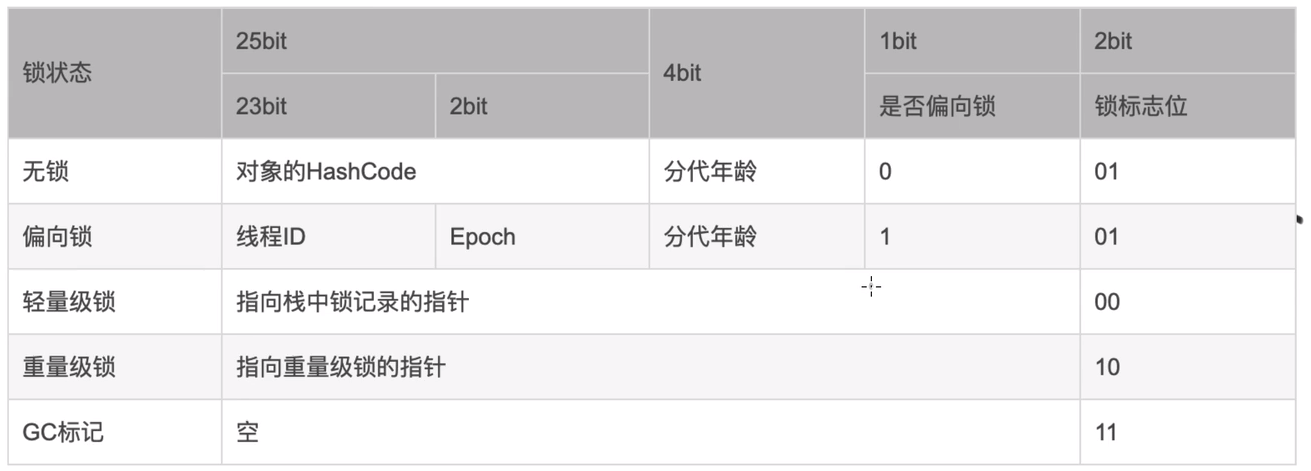 锁状态 25bit 4bit 1bit 2bit
23bit 2bit 是否偏向锁 锁标志位
无锁 对象的HashCode 分代年龄 0 01
偏向锁 线程ID Epoch 分代年龄 1 01
轻量级锁 指向栈中锁记录的指针 00
重量级锁 指向重量级锁的指针 10
GC标记 空 11